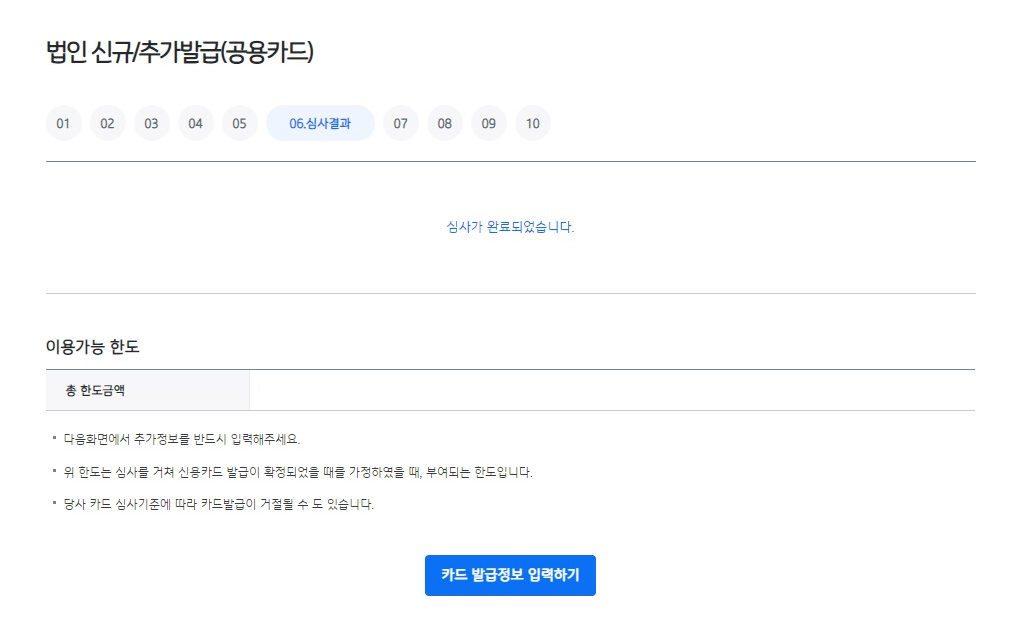 법인 신규/추가발급(공용카드)
01 02 03 04 05 06.심사결과 07 08 09 10
심사가 완료되었습니다.
이용가능 한도
총 한도금액
• 다음화면에서 추가정보를 반드시 입력해주세요.
• 위 한도는 심사를 거쳐 신용카드 발급이 확정되었을 때를 가정하였을 때, 부여되는 한도입니다.
• 당사 카드 심사기준에 따라 카드발급이 거절될 수 도 있습니다.
카드 발급정보 입력하기